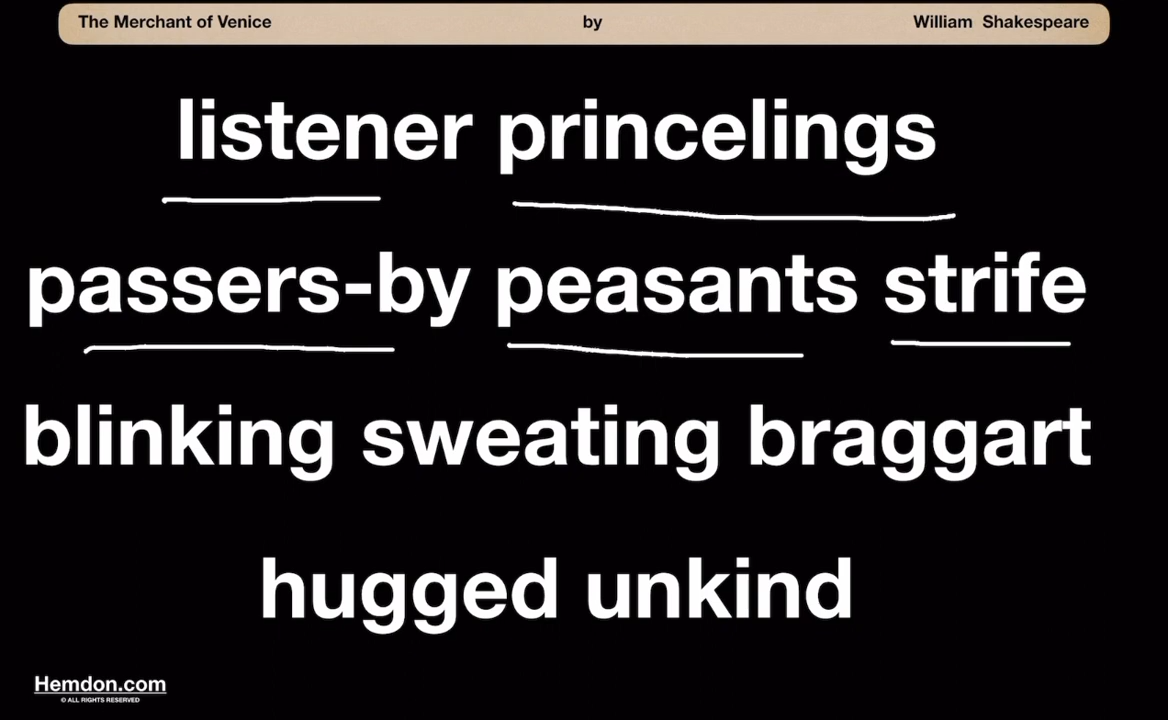 The Merchant of Venice by William Shakespeare
listener princelings
passers-by peasants strife
blinking sweating braggart
hugged unkind
Hemdon.com
© ALL RIGHTS RESERVED